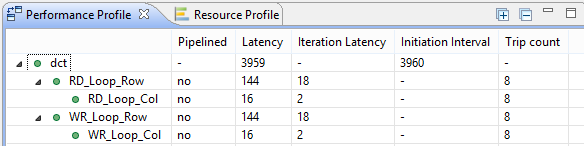 Performance Profile Resource Profile
Pipelined Latency Iteration Latency Initiation Interval Trip count
dct - 3959 - 3960 -
RD_Loop_Row no 144 18 - 8
RD_Loop_Col no 16 2 - 8
WR_Loop_Row no 144 18 - 8
WR_Loop_Col no 16 2 - 8